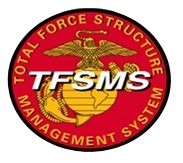 TOTAL FORCE STRUCTURE
TFSMS
MANAGEMENT SYSTEM